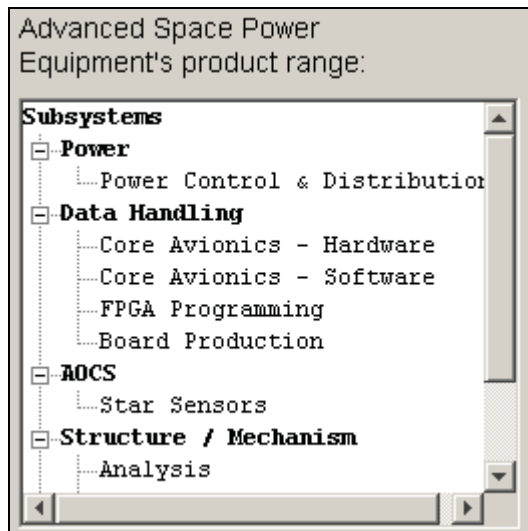 Advanced Space Power
Equipment's product range:
Subsystems
Power
Power Control & Distribution
Data Handling
Core Avionics - Hardware
Core Avionics - Software
FPGA Programming
Board Production
AOCS
Star Sensors
Structure / Mechanism
Analysis